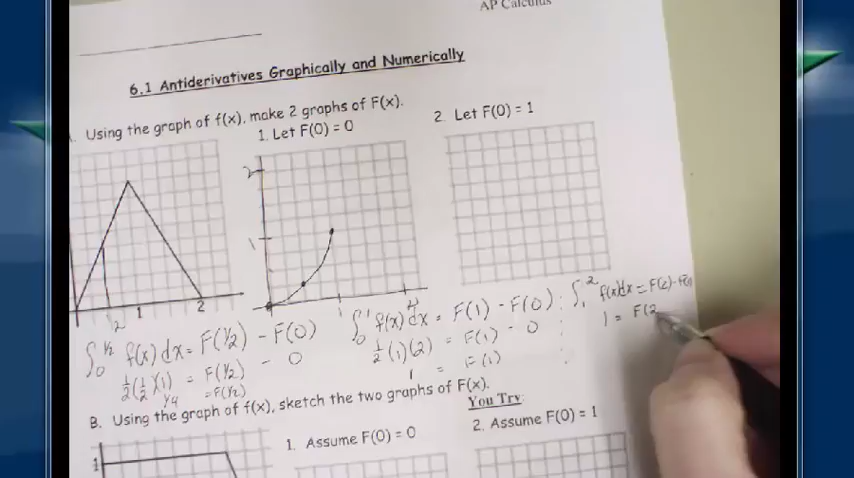 AP Calculus
6.1 Antiderivatives Graphically and Numerically
Using the graph of f(x), make 2 graphs of F(x).
1. Let F(0) = 0
2. Let F(0) = 1
2
1
1
1/2
1
2
∫₀^½ f(x) dx = F(½) - F(0)
½(½)(1) = F(½) - 0
¼ = F(½)
∫₀¹ f(x) dx = F(1) - F(0)
½(1)(2) = F(1) - 0
1 = F(1)
∫₁² f(x)dx = F(2) - F(1)
1 = F(2
B. Using the graph of f(x), sketch the two graphs of F(x).
1. Assume F(0) = 0
You Try:
2. Assume F(0) = 1
1